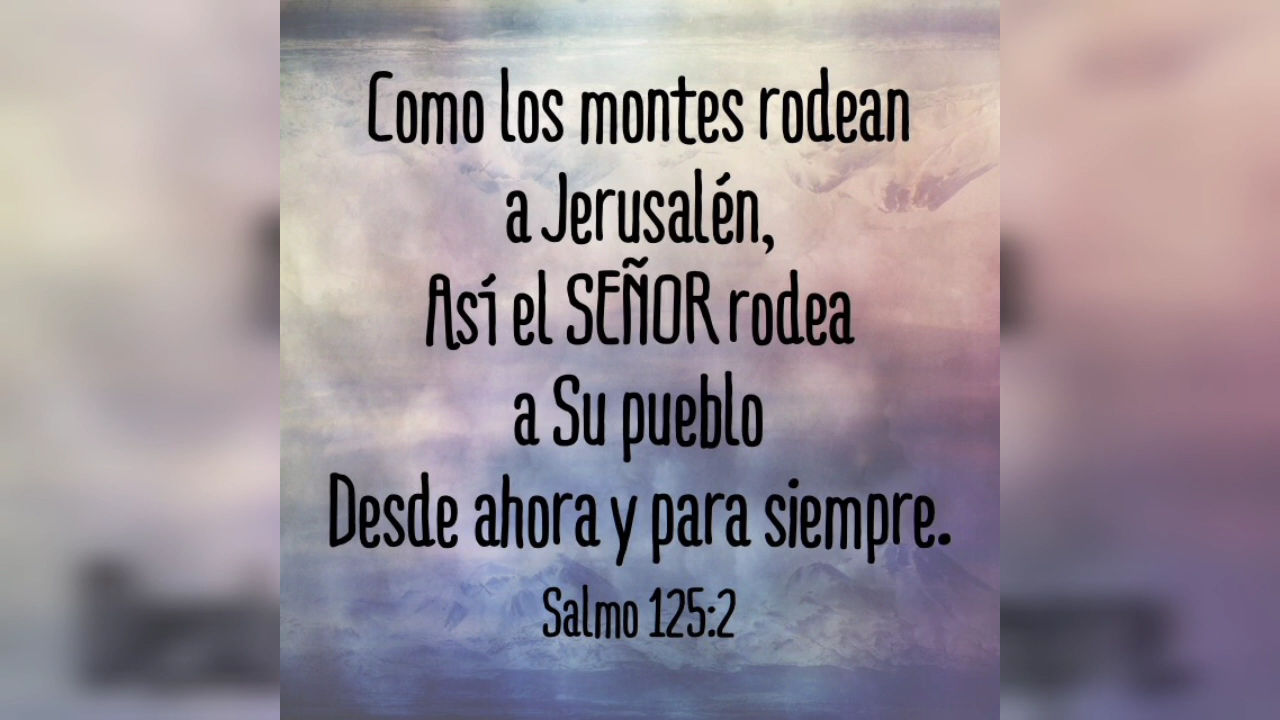 Como los montes rodean
a Jerusalén,
Así el SEÑOR rodea
a Su pueblo
Desde ahora y para siempre.
Salmo 125:2